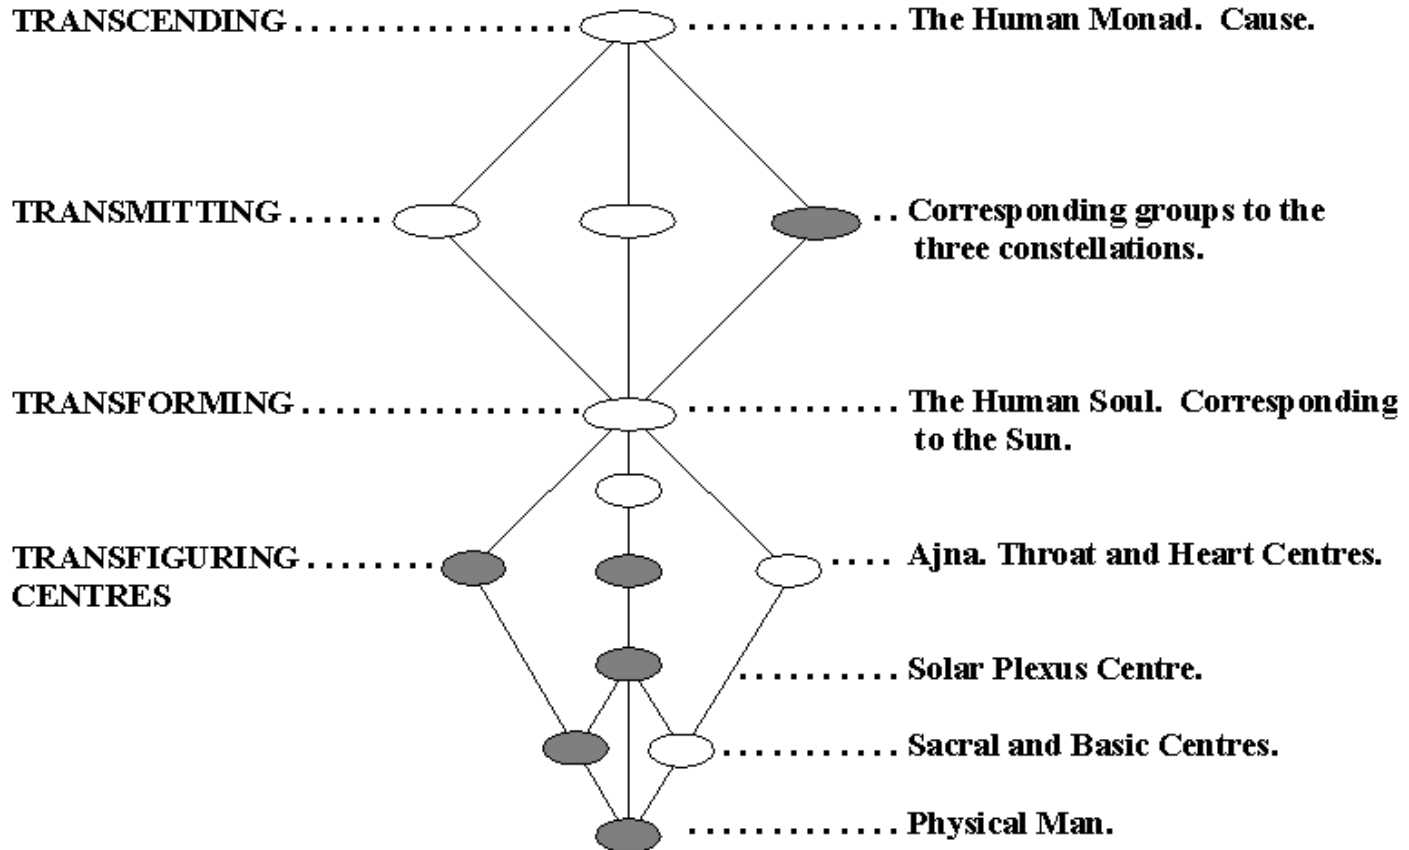 TRANSCENDING . . . . . . . . . . . . . . . . . . . . . . . . . . . . . The Human Monad.  Cause.
TRANSMITTING . . . . . . . . Corresponding groups to the
three constellations.
TRANSFORMING . . . . . . . . . . . . . . . . . . . . . . . . . . . . . The Human Soul.  Corresponding
to the Sun.
TRANSFIGURING . . . . . . . . . . . . Ajna. Throat and Heart Centres.
CENTRES
. . . . . . . . . . Solar Plexus Centre.
. . . . . . . . . . . Sacral and Basic Centres.
. . . . . . . . . . . . . Physical Man.